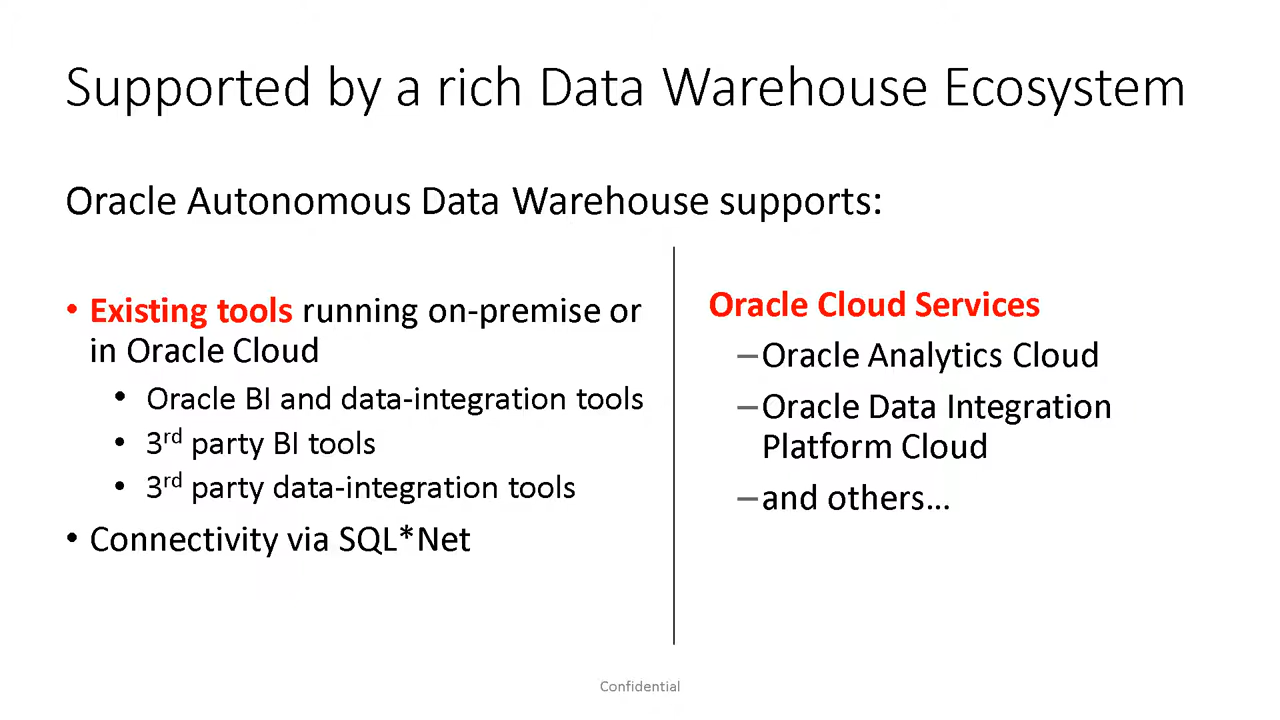 Supported by a rich Data Warehouse Ecosystem
Oracle Autonomous Data Warehouse supports:
• Existing tools running on-premise or
in Oracle Cloud
• Oracle BI and data-integration tools
• 3rd party BI tools
• 3rd party data-integration tools
• Connectivity via SQL*Net
Oracle Cloud Services
–Oracle Analytics Cloud
–Oracle Data Integration
Platform Cloud
–and others...
Confidential